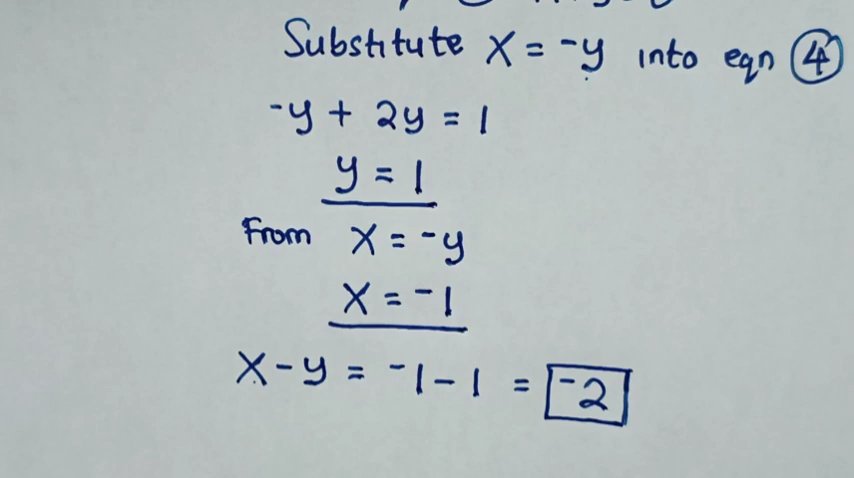 Substitute x = -y into eqn ④
-y + 2y = 1
y = 1
From x = -y
x = -1
x - y = -1 - 1 = -2